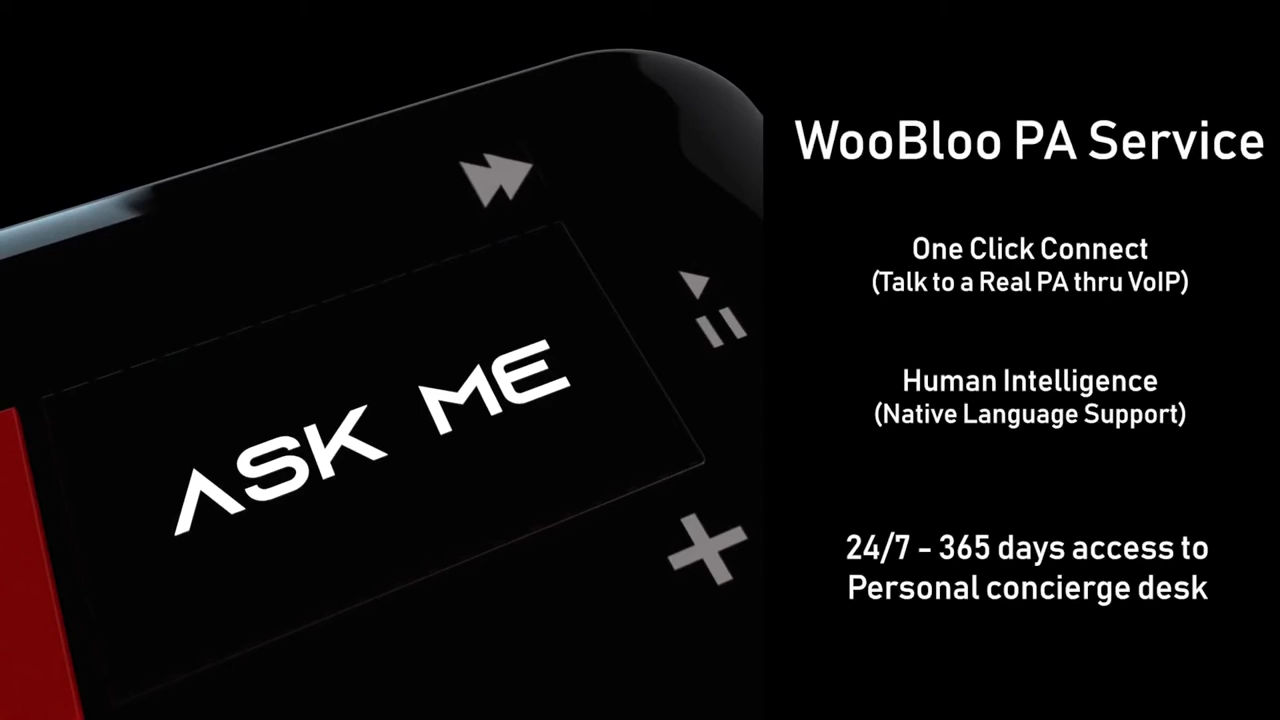 ASK ME
WooBloo PA Service
One Click Connect
(Talk to a Real PA thru VoIP)
Human Intelligence
(Native Language Support)
24/7 - 365 days access to
Personal concierge desk